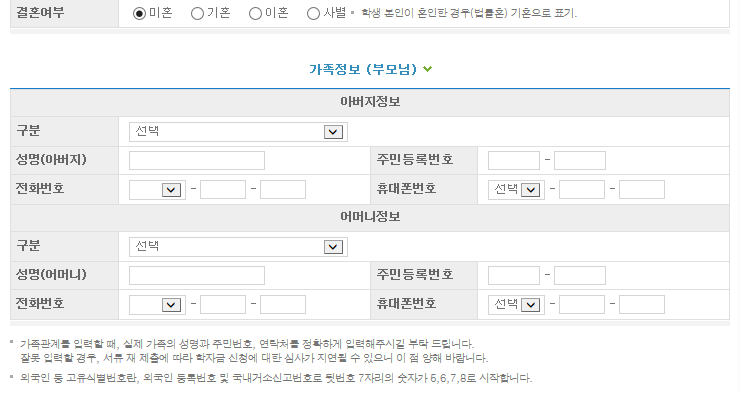 결혼여부 미혼 기혼 이혼 사별 학생 본인이 혼인한 경우(법률혼) 기혼으로 표기.
가족정보 (부모님)
아버지정보
구분 선택
성명(아버지) 주민등록번호 -
전화번호 - - 휴대폰번호 선택 - -
어머니정보
구분 선택
성명(어머니) 주민등록번호 -
전화번호 - - 휴대폰번호 선택 - -
가족관계를 입력할 때, 실제 가족의 성명과 주민번호, 연락처를 정확하게 입력해주시길 부탁 드립니다.
잘못 입력할 경우, 서류 재 제출에 따라 학자금 신청에 대한 심사가 지연될 수 있으니 이 점 양해 바랍니다.
외국인 등 고유식별번호란, 외국인 등록번호 및 국내거소신고번호로 뒷번호 7자리의 숫자가 5,6,7,8로 시작합니다.